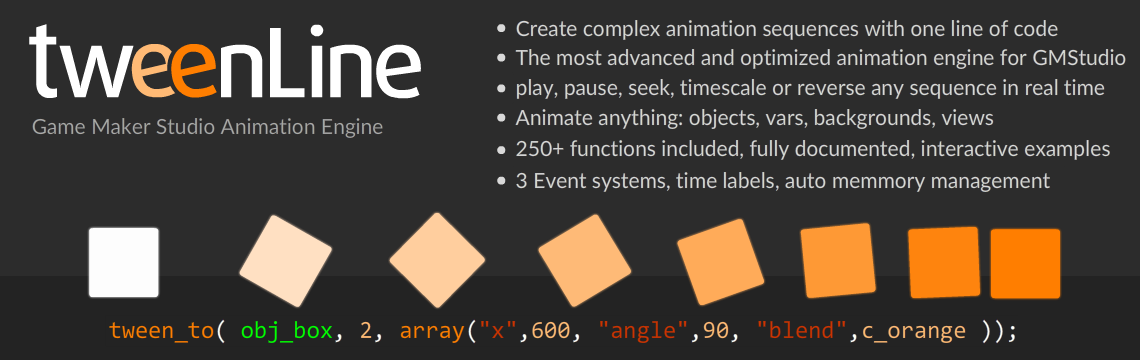 tweenLine
Game Maker Studio Animation Engine
• Create complex animation sequences with one line of code
• The most advanced and optimized animation engine for GMStudio
• play, pause, seek, timescale or reverse any sequence in real time
• Animate anything: objects, vars, backgrounds, views
• 250+ functions included, fully documented, interactive examples
• 3 Event systems, time labels, auto memmory management
tween_to( obj_box, 2, array("x",600, "angle",90, "blend",c_orange ));